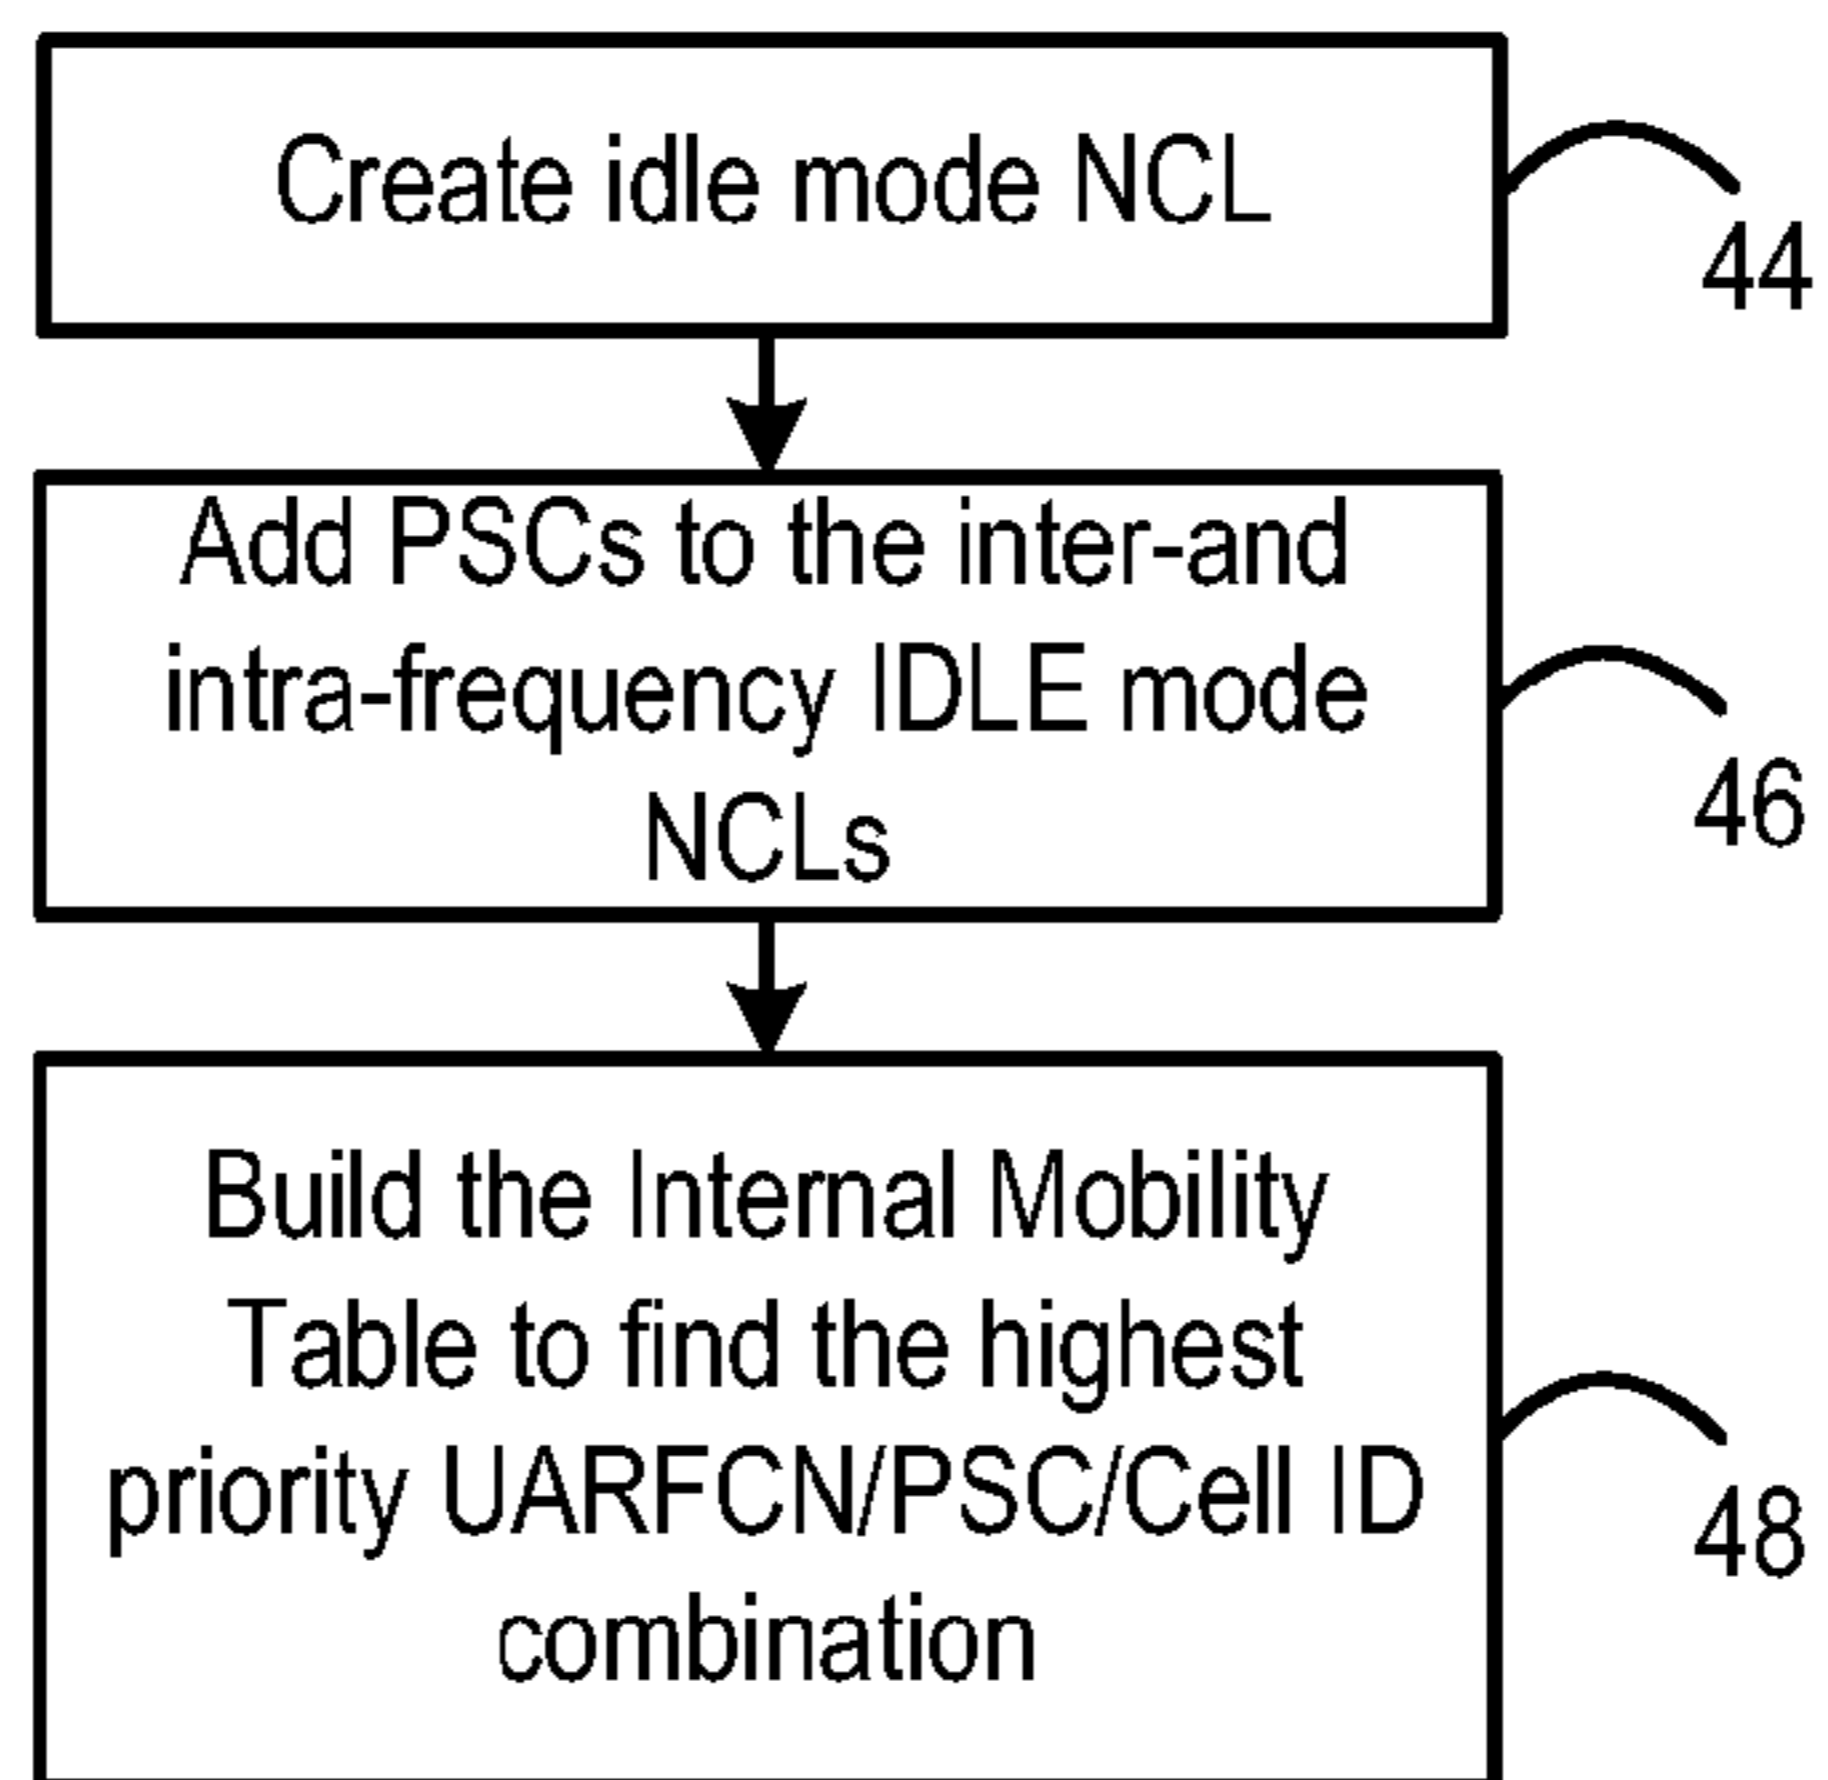 Create idle mode NCL
44
Add PSCs to the inter-and
intra-frequency IDLE mode
NCLs
46
Build the Internal Mobility
Table to find the highest
priority UARFCN/PSC/Cell ID
combination
48